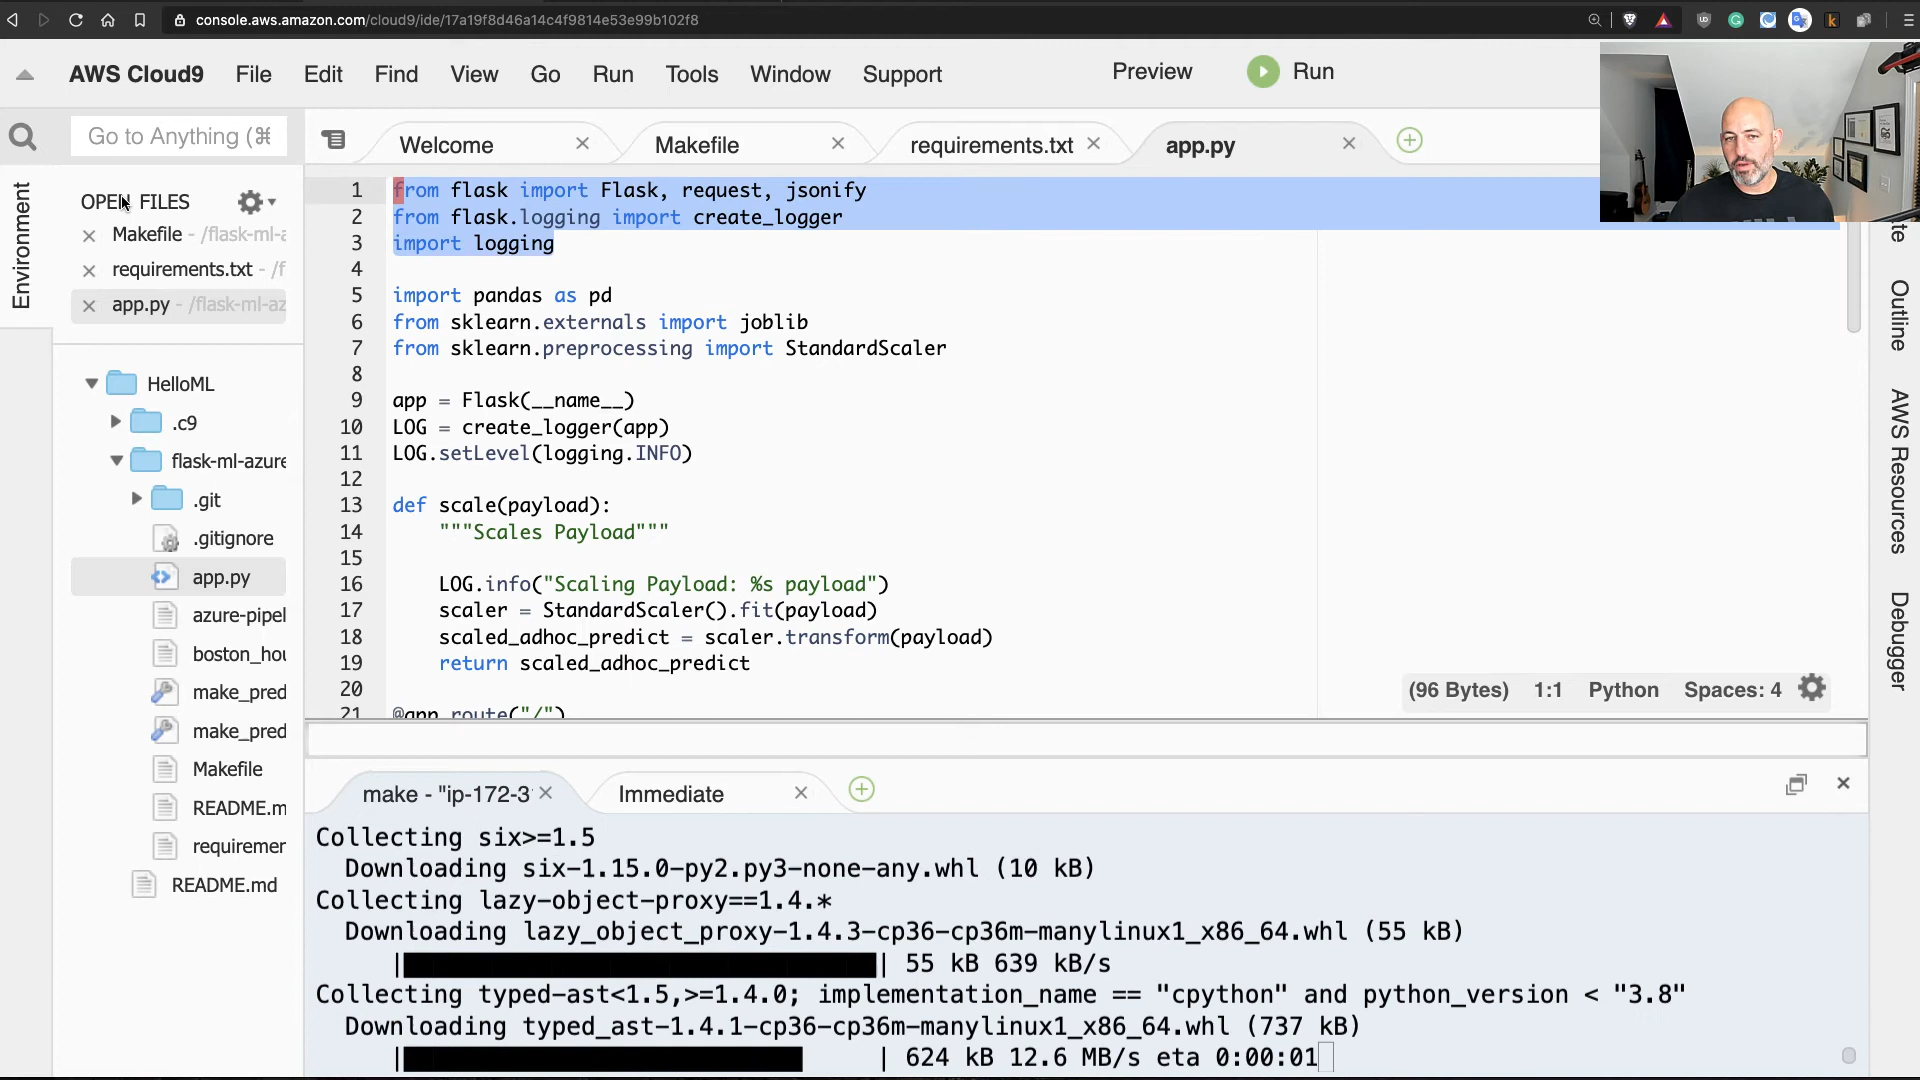 console.aws.amazon.com/cloud9/ide/17a19f8d46a14c4f9814e53e99b102f8
AWS Cloud9 File Edit Find View Go Run Tools Window Support Preview Run
Go to Anything (⌘
Welcome Makefile requirements.txt app.py
Environment
OPEN FILES
Makefile - /flask-ml-a
requirements.txt - /f
app.py - /flask-ml-az
HelloML
.c9
flask-ml-azure
.git
.gitignore
app.py
azure-pipel
boston_hou
make_pred
make_pred
Makefile
README.m
requiremen
README.md
1 from flask import Flask, request, jsonify
2 from flask.logging import create_logger
3 import logging
4
5 import pandas as pd
6 from sklearn.externals import joblib
7 from sklearn.preprocessing import StandardScaler
8
9 app = Flask(__name__)
10 LOG = create_logger(app)
11 LOG.setLevel(logging.INFO)
12
13 def scale(payload):
14 """Scales Payload"""
15
16 LOG.info("Scaling Payload: %s payload")
17 scaler = StandardScaler().fit(payload)
18 scaled_adhoc_predict = scaler.transform(payload)
19 return scaled_adhoc_predict
20
21 @app.route("/")
(96 Bytes) 1:1 Python Spaces: 4
Outline
AWS Resources
Debugger
make - "ip-172-3 Immediate
Collecting six>=1.5
Downloading six-1.15.0-py2.py3-none-any.whl (10 kB)
Collecting lazy-object-proxy==1.4.*
Downloading lazy_object_proxy-1.4.3-cp36-cp36m-manylinux1_x86_64.whl (55 kB)
| | 55 kB 639 kB/s
Collecting typed-ast<1.5,>=1.4.0; implementation_name == "cpython" and python_version < "3.8"
Downloading typed_ast-1.4.1-cp36-cp36m-manylinux1_x86_64.whl (737 kB)
| | 624 kB 12.6 MB/s eta 0:00:01